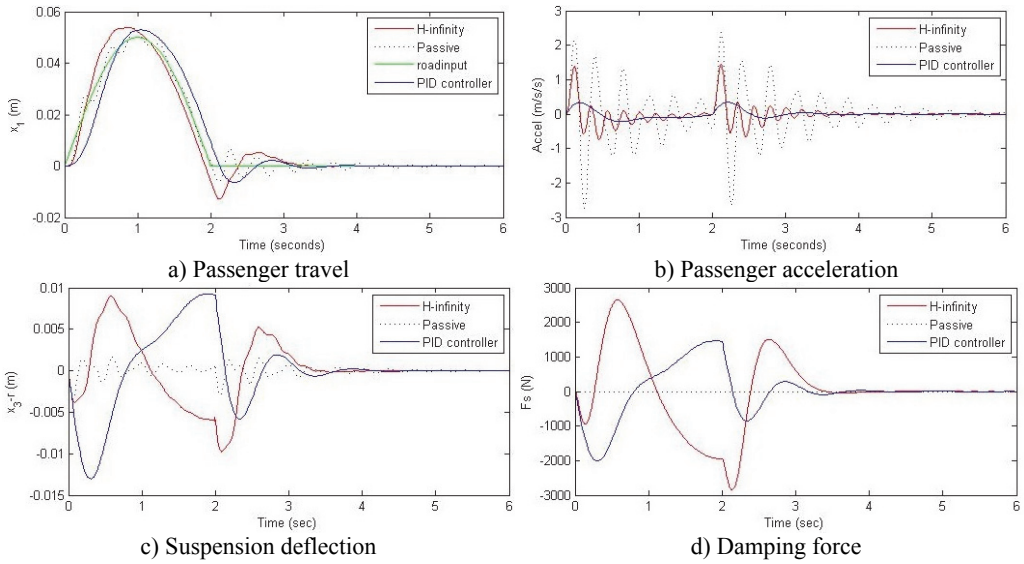 0.06
0.04
0.02
0
-0.02
x1 (m)
H-infinity
Passive
roadinput
PID controller
0 1 2 3 4 5 6
Time (seconds)
a) Passenger travel
3
2
1
0
-1
-2
-3
Accel (m/s/s)
H-infinity
Passive
PID controller
0 1 2 3 4 5 6
Time (seconds)
b) Passenger acceleration
0.01
0.005
0
-0.005
-0.01
-0.015
x3-r (m)
H-infinity
Passive
PID controller
0 1 2 3 4 5 6
Time (sec)
c) Suspension deflection
3000
2000
1000
0
-1000
-2000
-3000
Fs (N)
H-infinity
Passive
PID controller
0 1 2 3 4 5 6
Time (sec)
d) Damping force